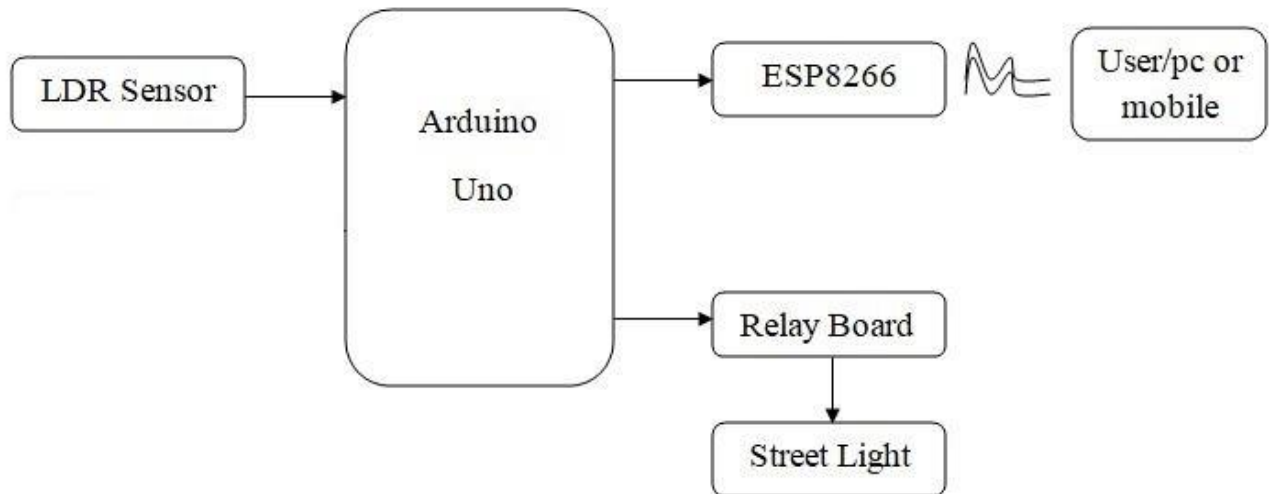 LDR Sensor
Arduino
Uno
ESP8266
User/pc or
mobile
Relay Board
Street Light